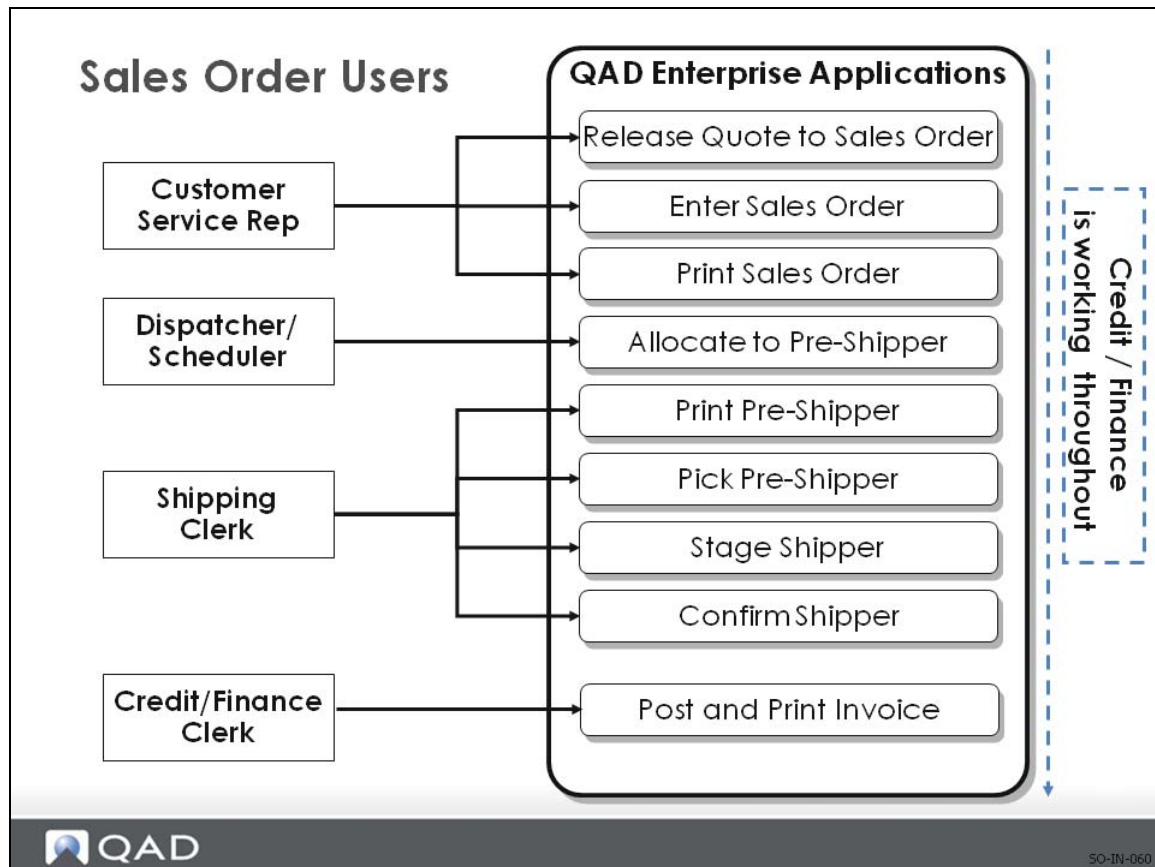 Sales Order Users
QAD Enterprise Applications
Release Quote to Sales Order
Customer
Service Rep
Enter Sales Order
Print Sales Order
Dispatcher/
Scheduler
Allocate to Pre-Shipper
Print Pre-Shipper
Shipping
Clerk
Pick Pre-Shipper
Stage Shipper
Confirm Shipper
Credit/Finance
Clerk
Post and Print Invoice
Credit / Finance
is working throughout
QAD
SO-IN-060